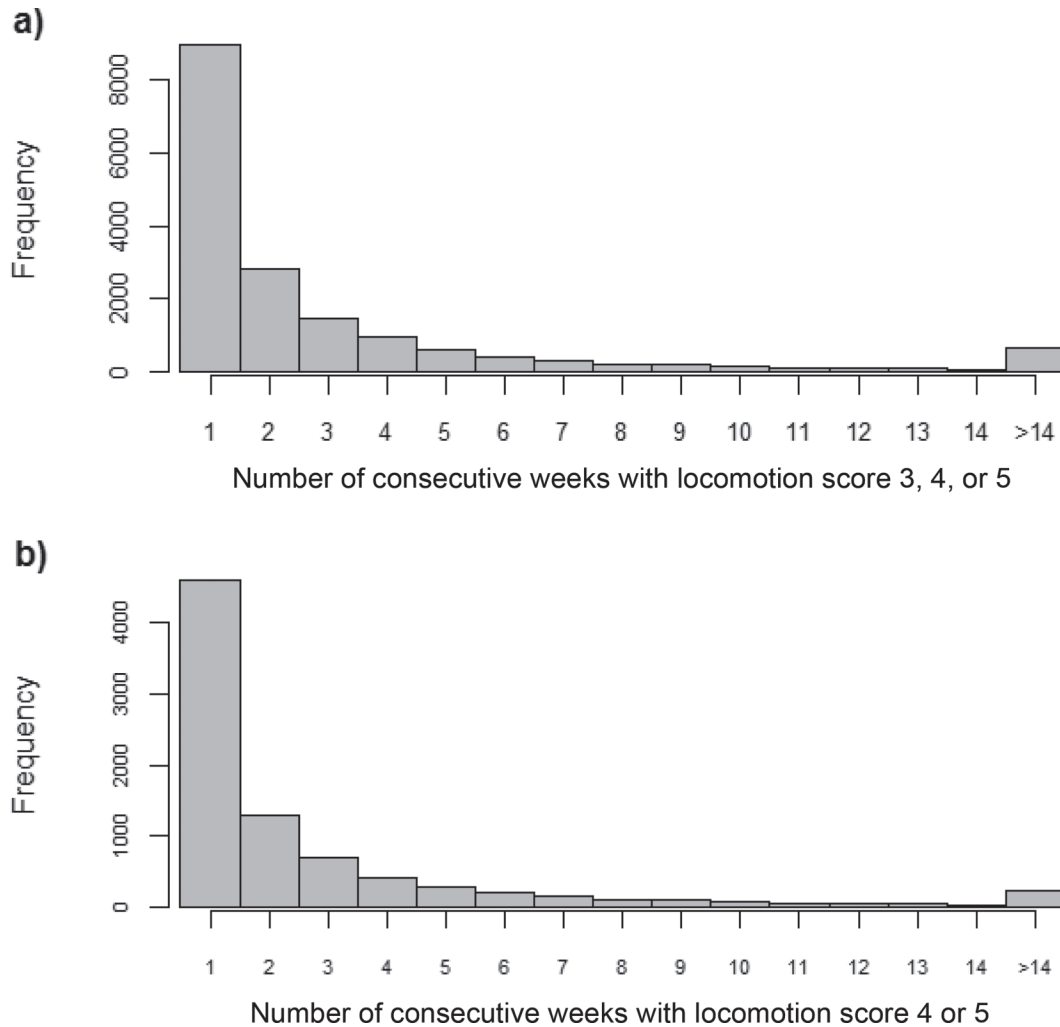 a)
Frequency
8000
6000
4000
2000
0
1 2 3 4 5 6 7 8 9 10 11 12 13 14 >14
Number of consecutive weeks with locomotion score 3, 4, or 5
b)
Frequency
4000
3000
2000
1000
0
1 2 3 4 5 6 7 8 9 10 11 12 13 14 >14
Number of consecutive weeks with locomotion score 4 or 5